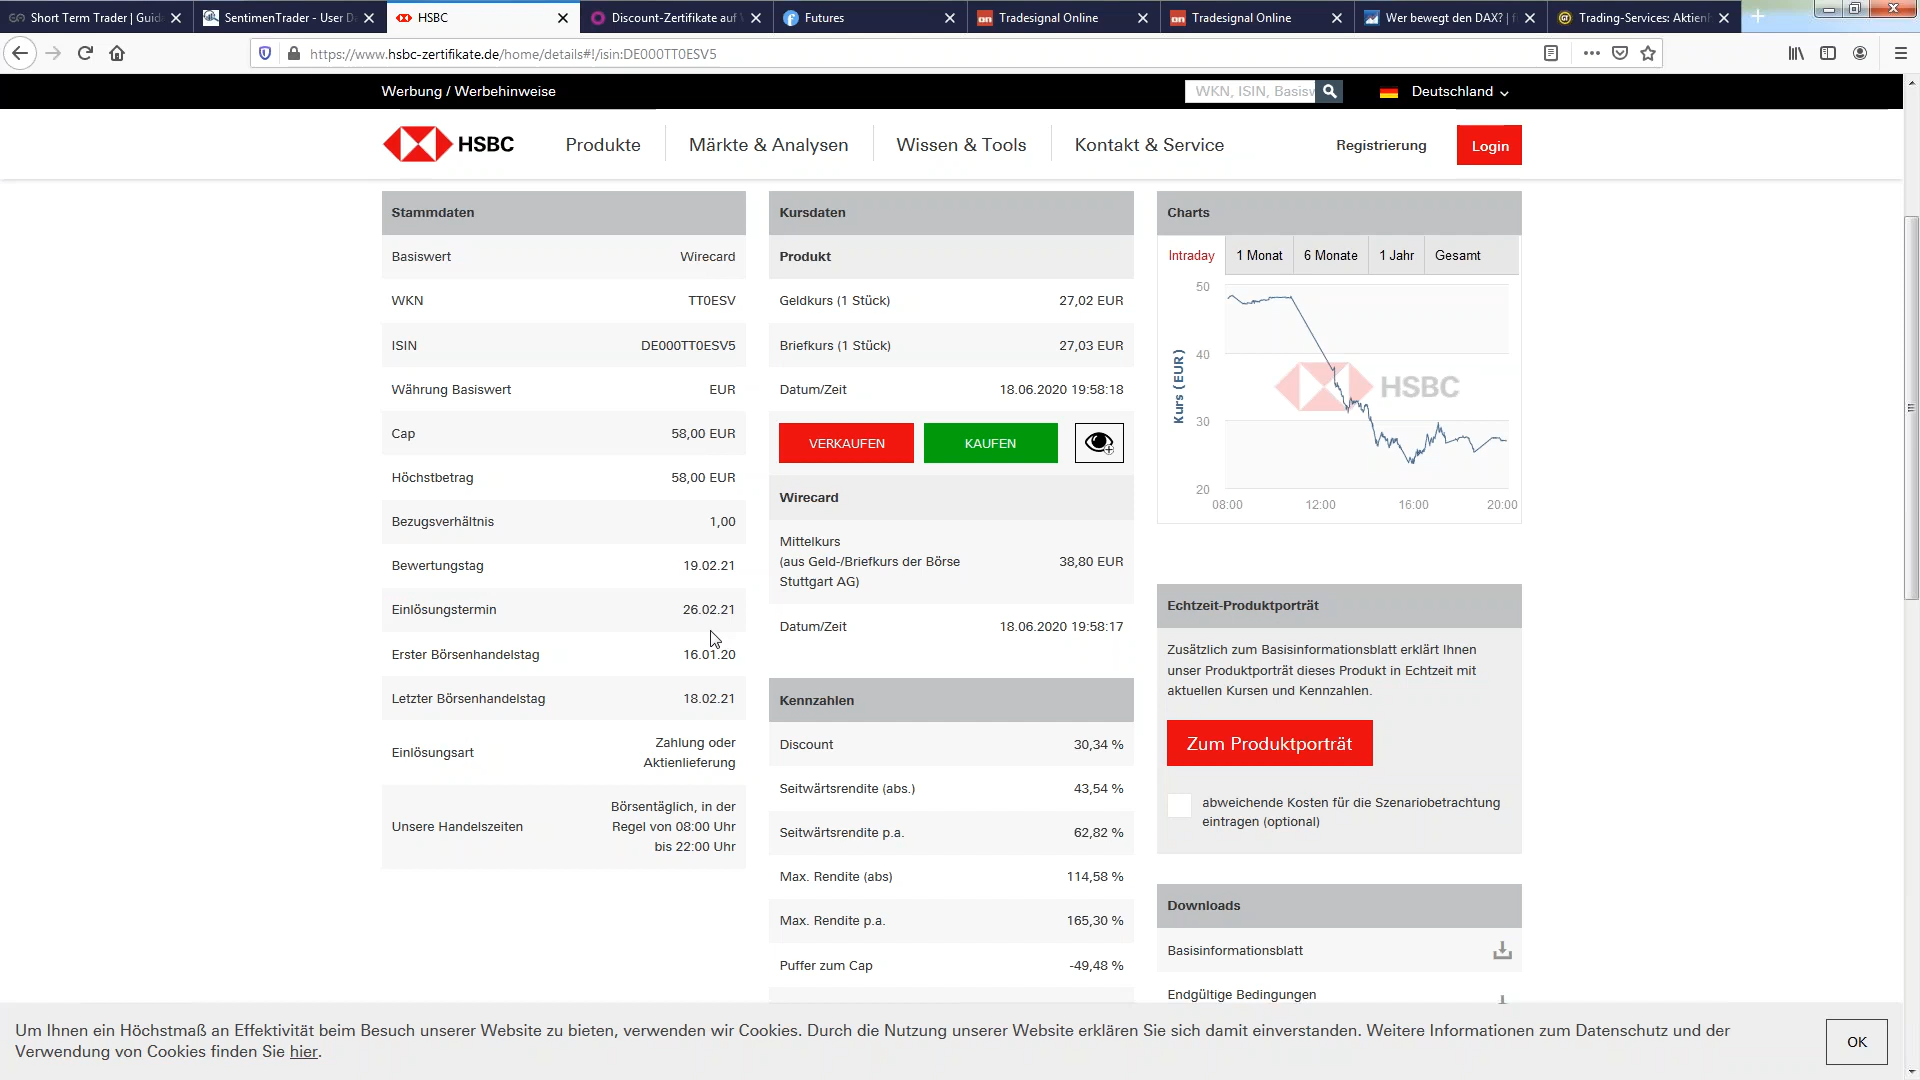 Short Term Trader | Guid
SentimenTrader - User D
HSBC
Discount-Zertifikate auf
Futures
Tradesignal Online
Tradesignal Online
Wer bewegt den DAX? |
Trading-Services: Aktien
https://www.hsbc-zertifikate.de/home/details#!/isin:DE000TT0ESV5
Werbung / Werbehinweise
WKN, ISIN, Basisw
Deutschland
HSBC
Produkte
Märkte & Analysen
Wissen & Tools
Kontakt & Service
Registrierung
Login
Stammdaten
Basiswert Wirecard
WKN TT0ESV
ISIN DE000TT0ESV5
Währung Basiswert EUR
Cap 58,00 EUR
Höchstbetrag 58,00 EUR
Bezugsverhältnis 1,00
Bewertungstag 19.02.21
Einlösungstermin 26.02.21
Erster Börsenhandelstag 16.01.20
Letzter Börsenhandelstag 18.02.21
Einlösungsart Zahlung oder
Aktienlieferung
Unsere Handelszeiten Börsentäglich, in der
Regel von 08:00 Uhr
bis 22:00 Uhr
Kursdaten
Produkt
Geldkurs (1 Stück) 27,02 EUR
Briefkurs (1 Stück) 27,03 EUR
Datum/Zeit 18.06.2020 19:58:18
VERKAUFEN KAUFEN
Wirecard
Mittelkurs
(aus Geld-/Briefkurs der Börse 38,80 EUR
Stuttgart AG)
Datum/Zeit 18.06.2020 19:58:17
Kennzahlen
Discount 30,34 %
Seitwärtsrendite (abs.) 43,54 %
Seitwärtsrendite p.a. 62,82 %
Max. Rendite (abs) 114,58 %
Max. Rendite p.a. 165,30 %
Puffer zum Cap -49,48 %
Charts
Intraday 1 Monat 6 Monate 1 Jahr Gesamt
50
40
30
20
Kurs (EUR)
HSBC
08:00 12:00 16:00 20:00
Echtzeit-Produktporträt
Zusätzlich zum Basisinformationsblatt erklärt Ihnen
unser Produktporträt dieses Produkt in Echtzeit mit
aktuellen Kursen und Kennzahlen.
Zum Produktporträt
abweichende Kosten für die Szenariobetrachtung
eintragen (optional)
Downloads
Basisinformationsblatt
Endgültige Bedingungen
Um Ihnen ein Höchstmaß an Effektivität beim Besuch unserer Website zu bieten, verwenden wir Cookies. Durch die Nutzung unserer Website erklären Sie sich damit einverstanden. Weitere Informationen zum Datenschutz und der
Verwendung von Cookies finden Sie hier.
OK